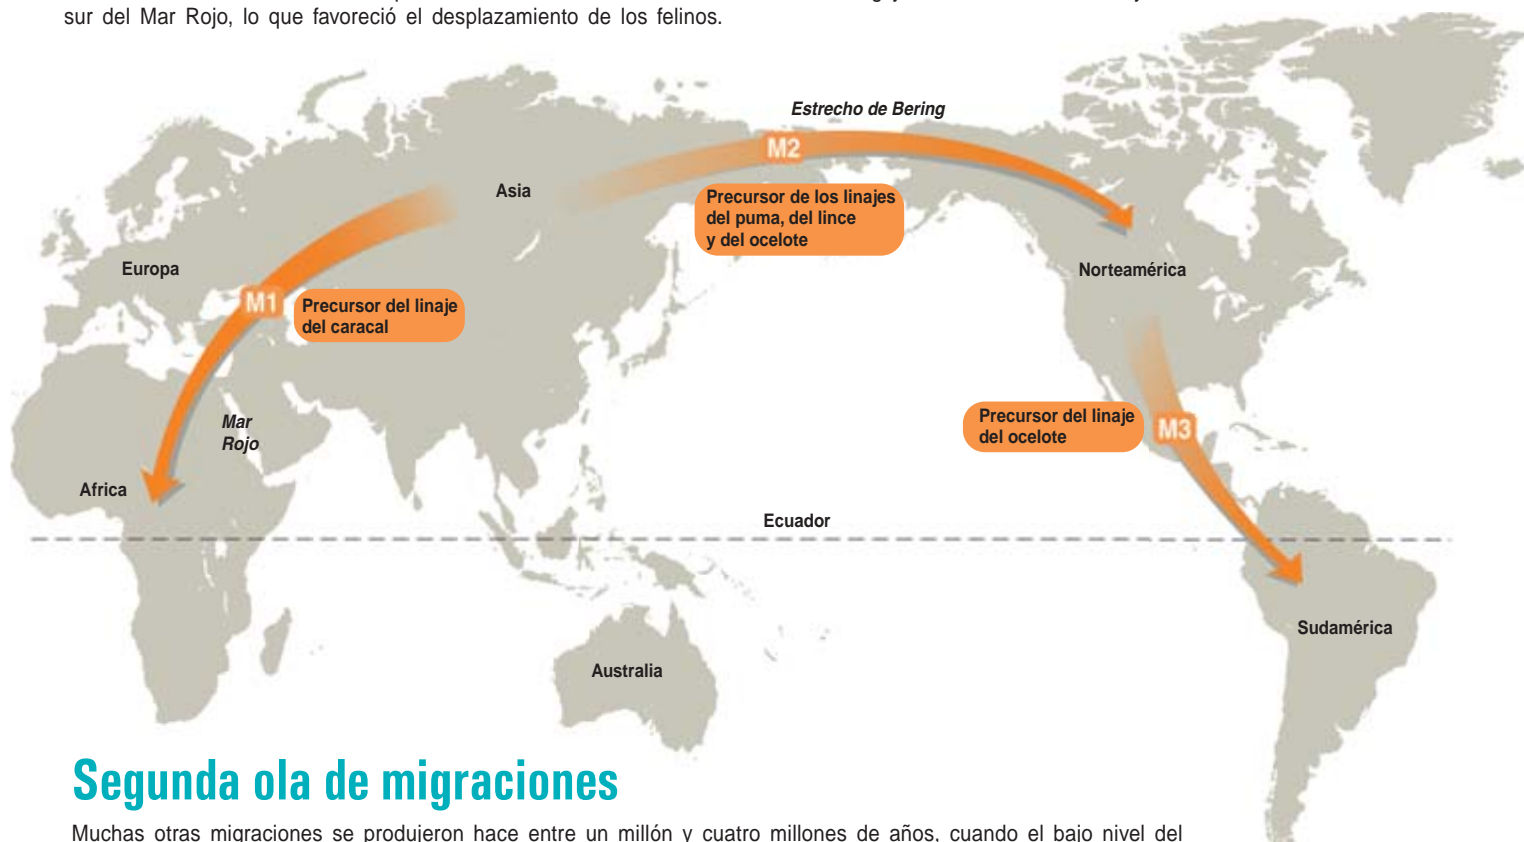 sur del Mar Rojo, lo que favoreció el desplazamiento de los felinos.
Estrecho de Bering
M2
Asia
Precursor de los linajes
del puma, del lince
y del ocelote
Europa
Norteamérica
M1
Precursor del linaje
del caracal
Mar
Rojo
Precursor del linaje
del ocelote
M3
Africa
Ecuador
Sudamérica
Australia
Segunda ola de migraciones
Muchas otras migraciones se produjeron hace entre un millón y cuatro millones de años, cuando el bajo nivel del